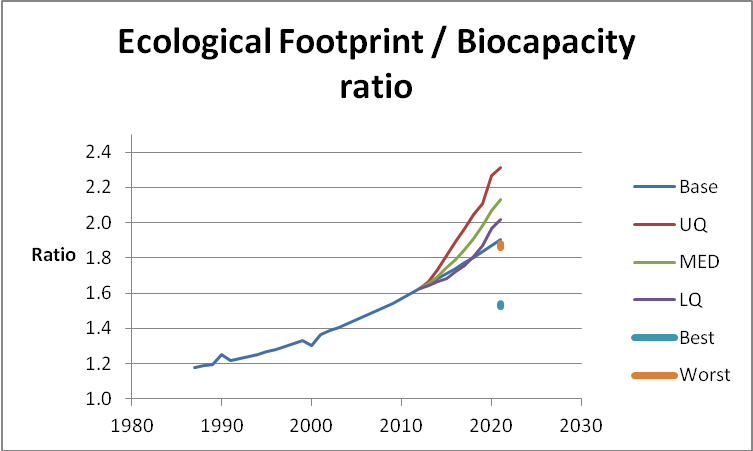 Ecological Footprint / Biocapacity
ratio
2.4
2.2
2.0
1.8
1.6
1.4
1.2
1.0
Ratio
1980 1990 2000 2010 2020 2030
Base
UQ
MED
LQ
Best
Worst